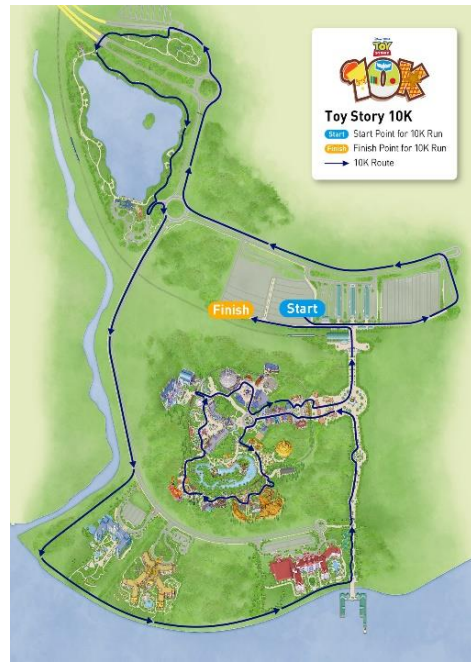 TOY
STORY
10K
Toy Story 10K
Start Start Point for 10K Run
Finish Finish Point for 10K Run
10K Route
Finish
Start